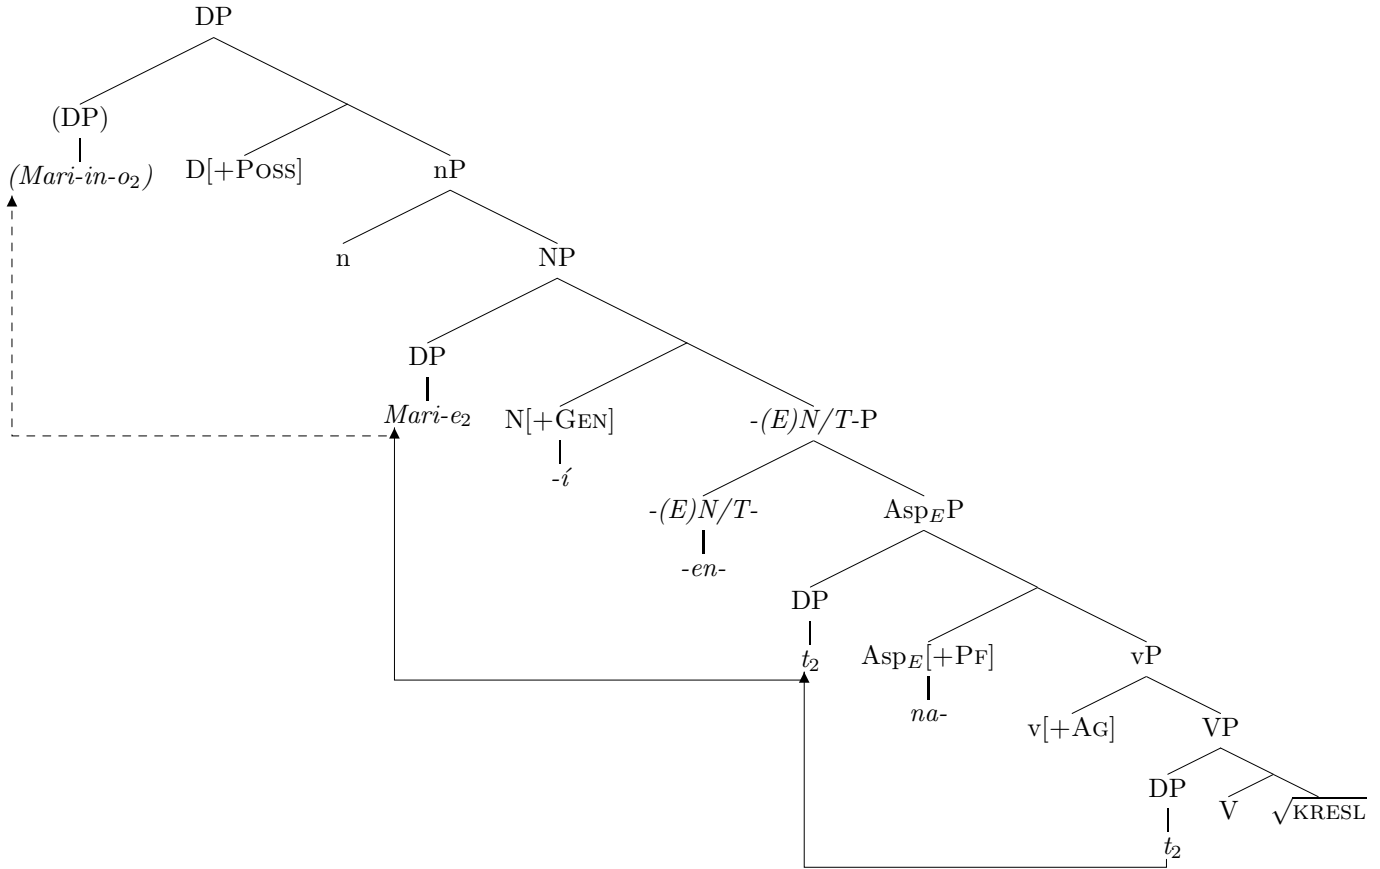 DP
(DP)
(Mari-in-o₂) D[+Poss] nP
n NP
DP
Mari-e₂ N[+Gen] -(E)N/T-P
-í
-(E)N/T- Asp_EP
-en-
DP
t₂ Asp_E[+Pf] vP
na-
v[+Ag] VP
DP V √KRESL
t₂